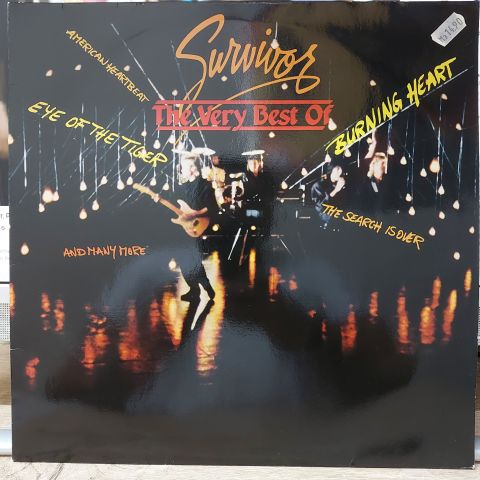 Survivor
The Very Best Of
AMERICAN HEARTBEAT
EYE OF THE TIGER
BURNING HEART
THE SEARCH IS OVER
AND MANY MORE